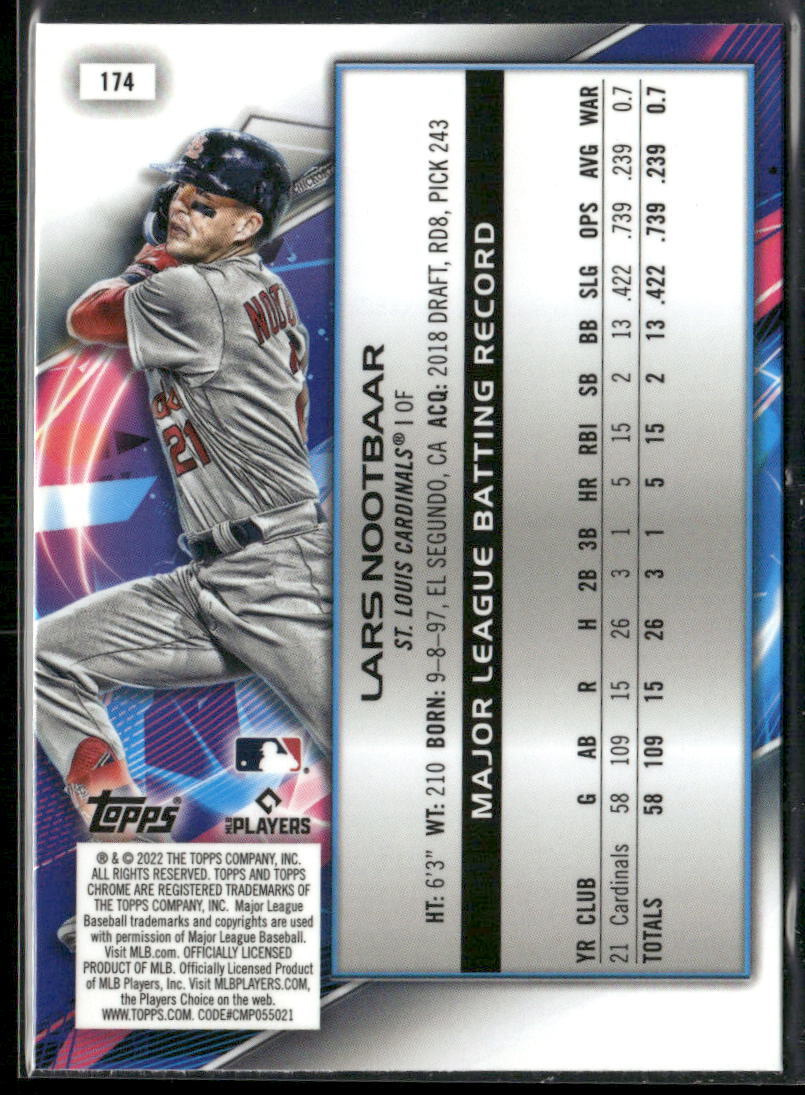 174
NOOT
21
LARS NOOTBAAR
ST. LOUIS CARDINALS® | OF
HT: 6'3" WT: 210 BORN: 9-8-97, EL SEGUNDO, CA ACQ: 2018 DRAFT, RD8, PICK 243
MAJOR LEAGUE BATTING RECORD
YR CLUB G AB R H 2B 3B HR RBI SB BB SLG OPS AVG WAR
21 Cardinals 58 109 15 26 3 1 5 15 2 13 .422 .739 .239 0.7
TOTALS 58 109 15 26 3 1 5 15 2 13 .422 .739 .239 0.7
topps®
MLB PLAYERS
® & © 2022 THE TOPPS COMPANY, INC.
ALL RIGHTS RESERVED. TOPPS AND TOPPS
CHROME ARE REGISTERED TRADEMARKS OF
THE TOPPS COMPANY, INC. Major League
Baseball trademarks and copyrights are used
with permission of Major League Baseball.
Visit MLB.com. OFFICIALLY LICENSED
PRODUCT OF MLB. Officially Licensed Product
of MLB Players, Inc. Visit MLBPLAYERS.COM,
the Players Choice on the web.
WWW.TOPPS.COM. CODE#CMP055021